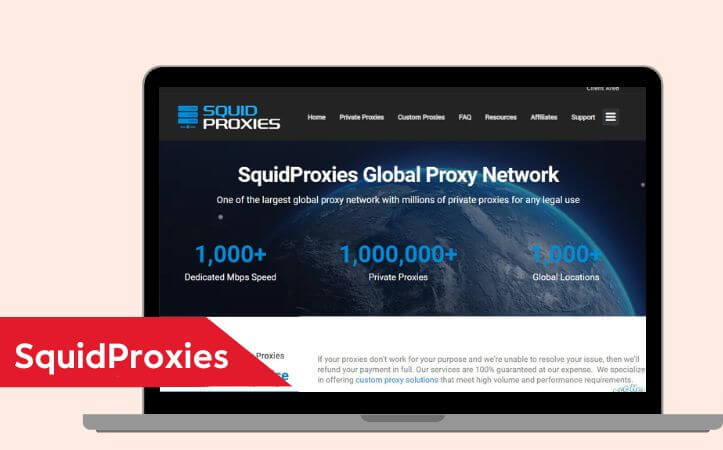 Client Area
SQUID
PROXIES
Home Private Proxies Custom Proxies FAQ Resources Affiliates Support
SquidProxies Global Proxy Network
One of the largest global proxy network with millions of private proxies for any legal use
1,000+ 1,000,000+ 1,000+
Dedicated Mbps Speed Private Proxies Global Locations
SquidProxies
Proxies
If your proxies don't work for your purpose and we're unable to resolve your issue, then we'll
refund your payment in full. Our services are 100% guaranteed at our expense. We specialize
in offering custom proxy solutions that meet high volume and performance requirements.